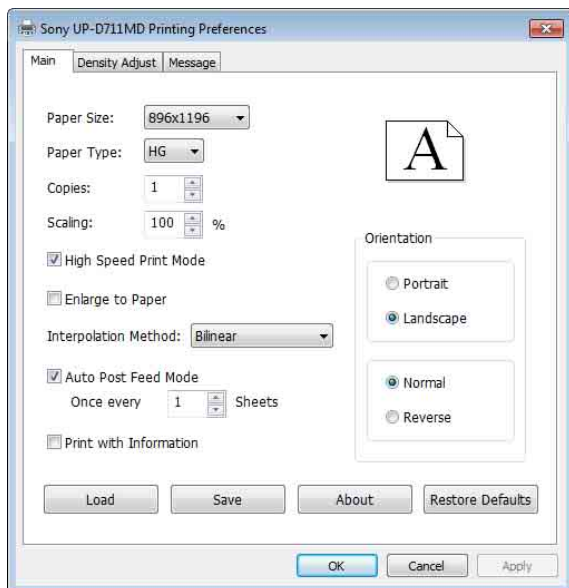 Sony UP-D711MD Printing Preferences
Main Density Adjust Message
Paper Size: 896x1196
Paper Type: HG
A
Copies: 1
Scaling: 100 %
Orientation
High Speed Print Mode
Portrait
Enlarge to Paper
Landscape
Interpolation Method: Bilinear
Auto Post Feed Mode
Normal
Once every 1 Sheets
Reverse
Print with Information
Load Save About Restore Defaults
OK Cancel Apply